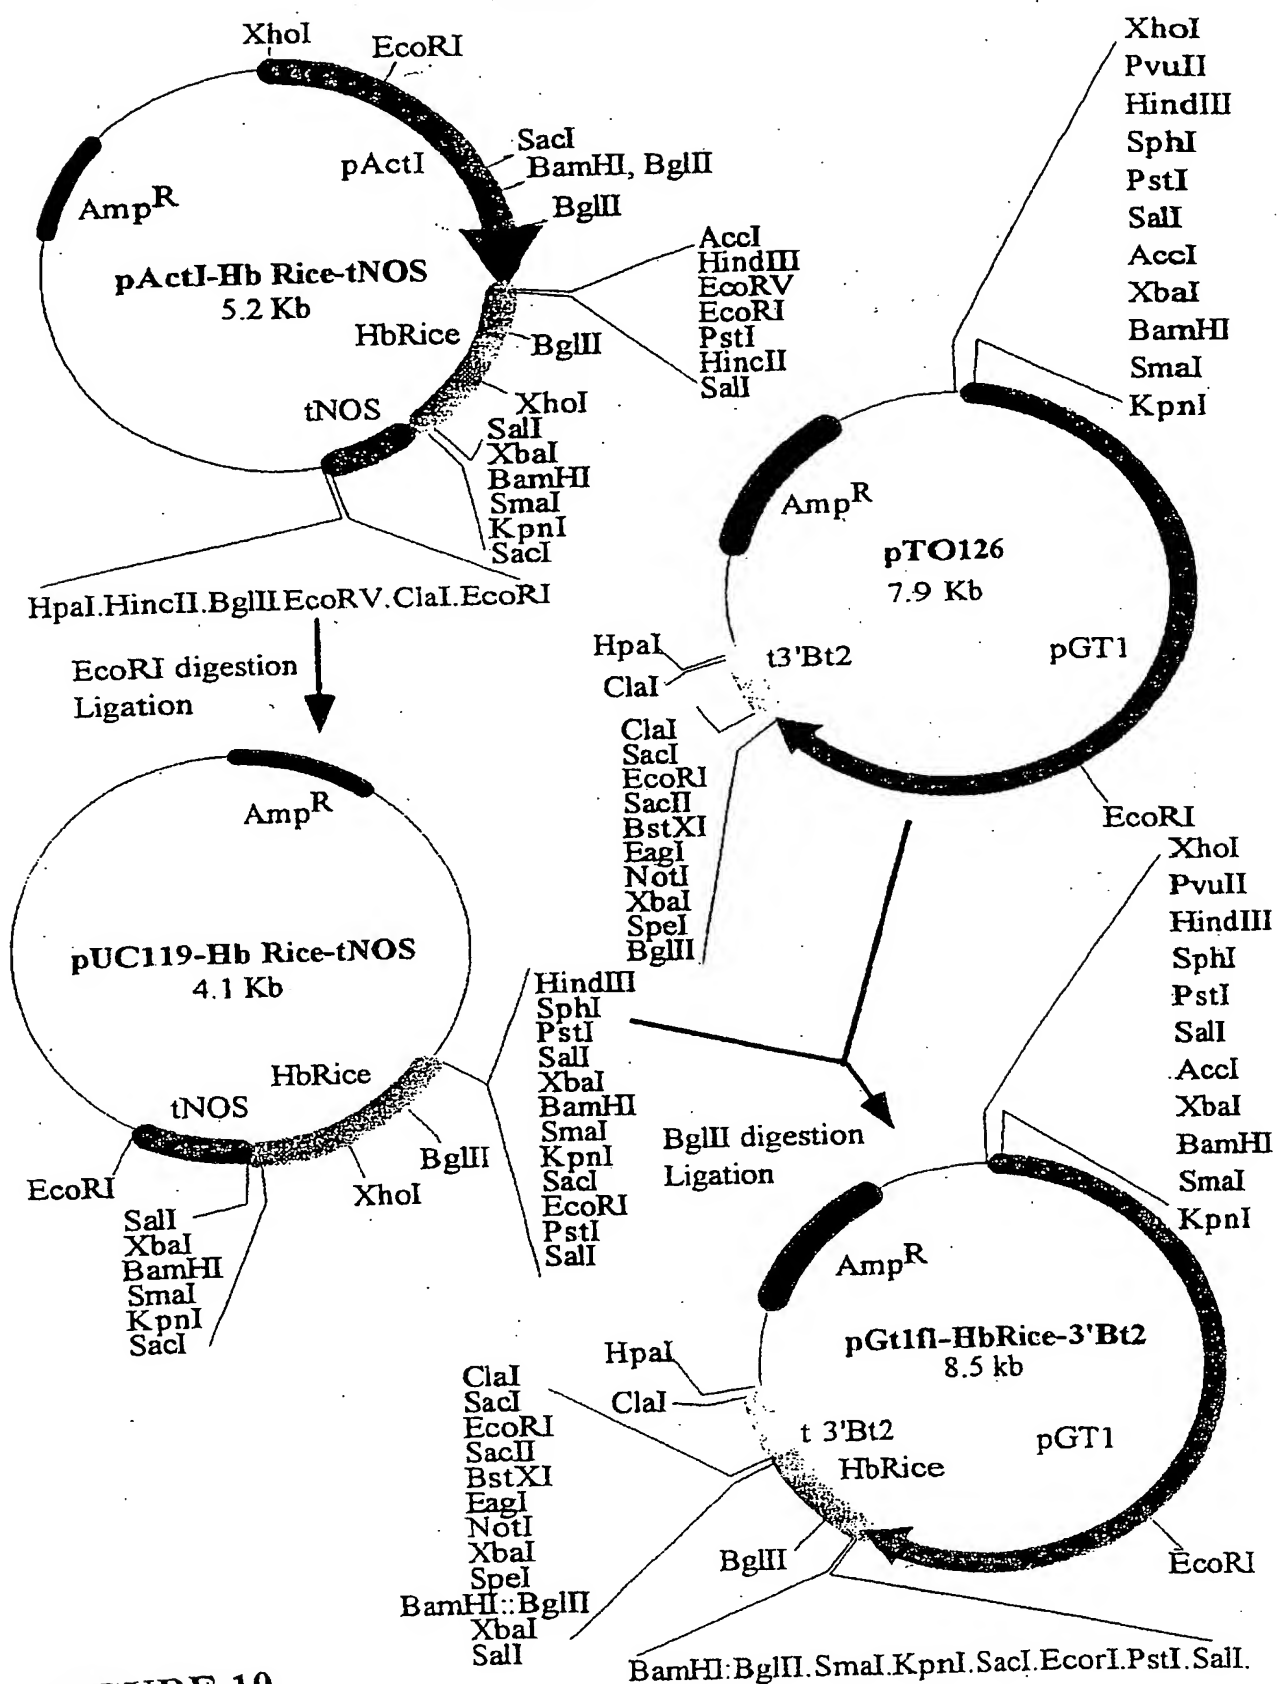 XhoI
EcoRI
SacI
BamHI, BglII
BglII
pActI
AmpR
pActI-Hb Rice-tNOS
5.2 Kb
HbRice
BglII
tNOS
XhoI
AccI
HindIII
EcoRV
EcoRI
PstI
HincII
SalI
SalI
XbaI
BamHI
SmaI
KpnI
SacI
HpaI.HincII.BglII.EcoRV.ClaI.EcoRI
EcoRI digestion
Ligation
XhoI
PvuII
HindIII
SphI
PstI
SalI
AccI
XbaI
BamHI
SmaI
KpnI
AmpR
pTO126
7.9 Kb
pGT1
t3'Bt2
HpaI
ClaI
ClaI
SacI
EcoRI
SacII
BstXI
EagI
NotI
XbaI
SpeI
BglII
EcoRI
AmpR
pUC119-Hb Rice-tNOS
4.1 Kb
HbRice
tNOS
EcoRI
BglII
XhoI
SalI
XbaI
BamHI
SmaI
KpnI
SacI
HindIII
SphI
PstI
SalI
XbaI
BamHI
SmaI
KpnI
SacI
EcoRI
PstI
SalI
BglII digestion
Ligation
XhoI
PvuII
HindIII
SphI
PstI
SalI
AccI
XbaI
BamHI
SmaI
KpnI
AmpR
pGt1fl-HbRice-3'Bt2
8.5 kb
HpaI
ClaI
t 3'Bt2
HbRice
pGT1
ClaI
SacI
EcoRI
SacII
BstXI
EagI
NotI
XbaI
SpeI
BamHI::BglII
XbaI
SalI
BglII
EcoRI
BamHI:BglII.SmaI.KpnI.SacI.EcorI.PstI.SalI.